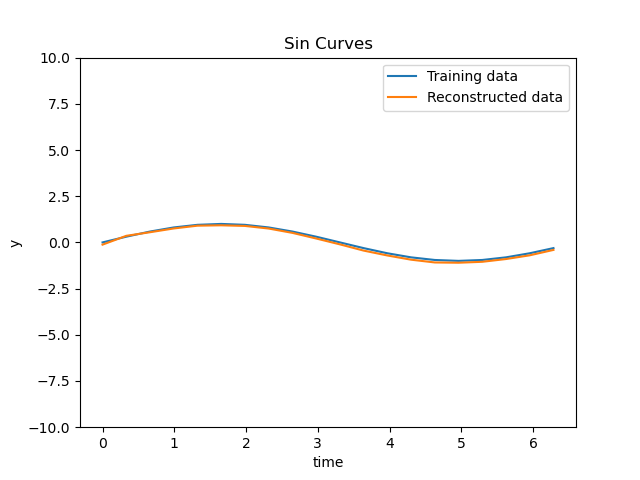 Sin Curves
Training data
Reconstructed data
10.0
7.5
5.0
2.5
0.0
−2.5
−5.0
−7.5
−10.0
y
0 1 2 3 4 5 6
time